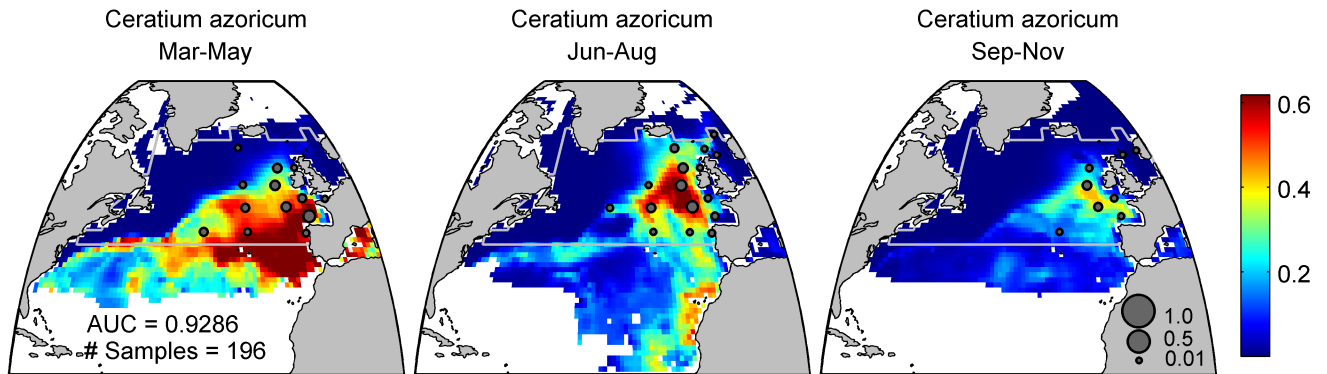 Ceratium azoricum
Mar-May
Ceratium azoricum
Jun-Aug
Ceratium azoricum
Sep-Nov
AUC = 0.9286
# Samples = 196
1.0
0.5
0.01
0.6
0.4
0.2